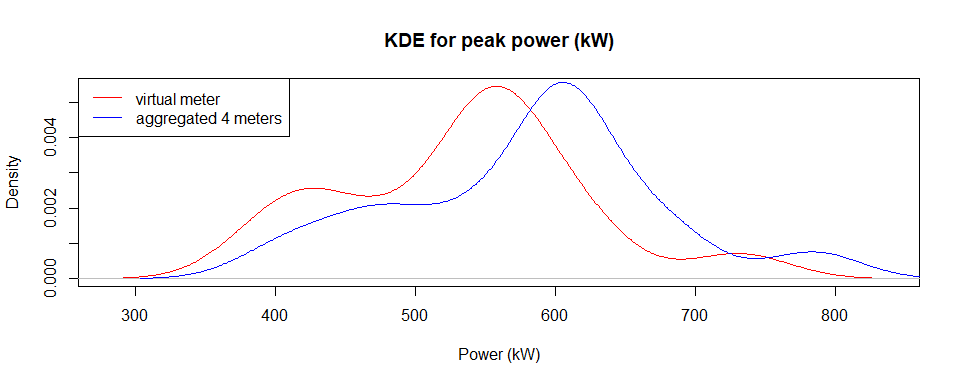 KDE for peak power (kW)
virtual meter
aggregated 4 meters
Density
0.004
0.002
0.000
300 400 500 600 700 800
Power (kW)